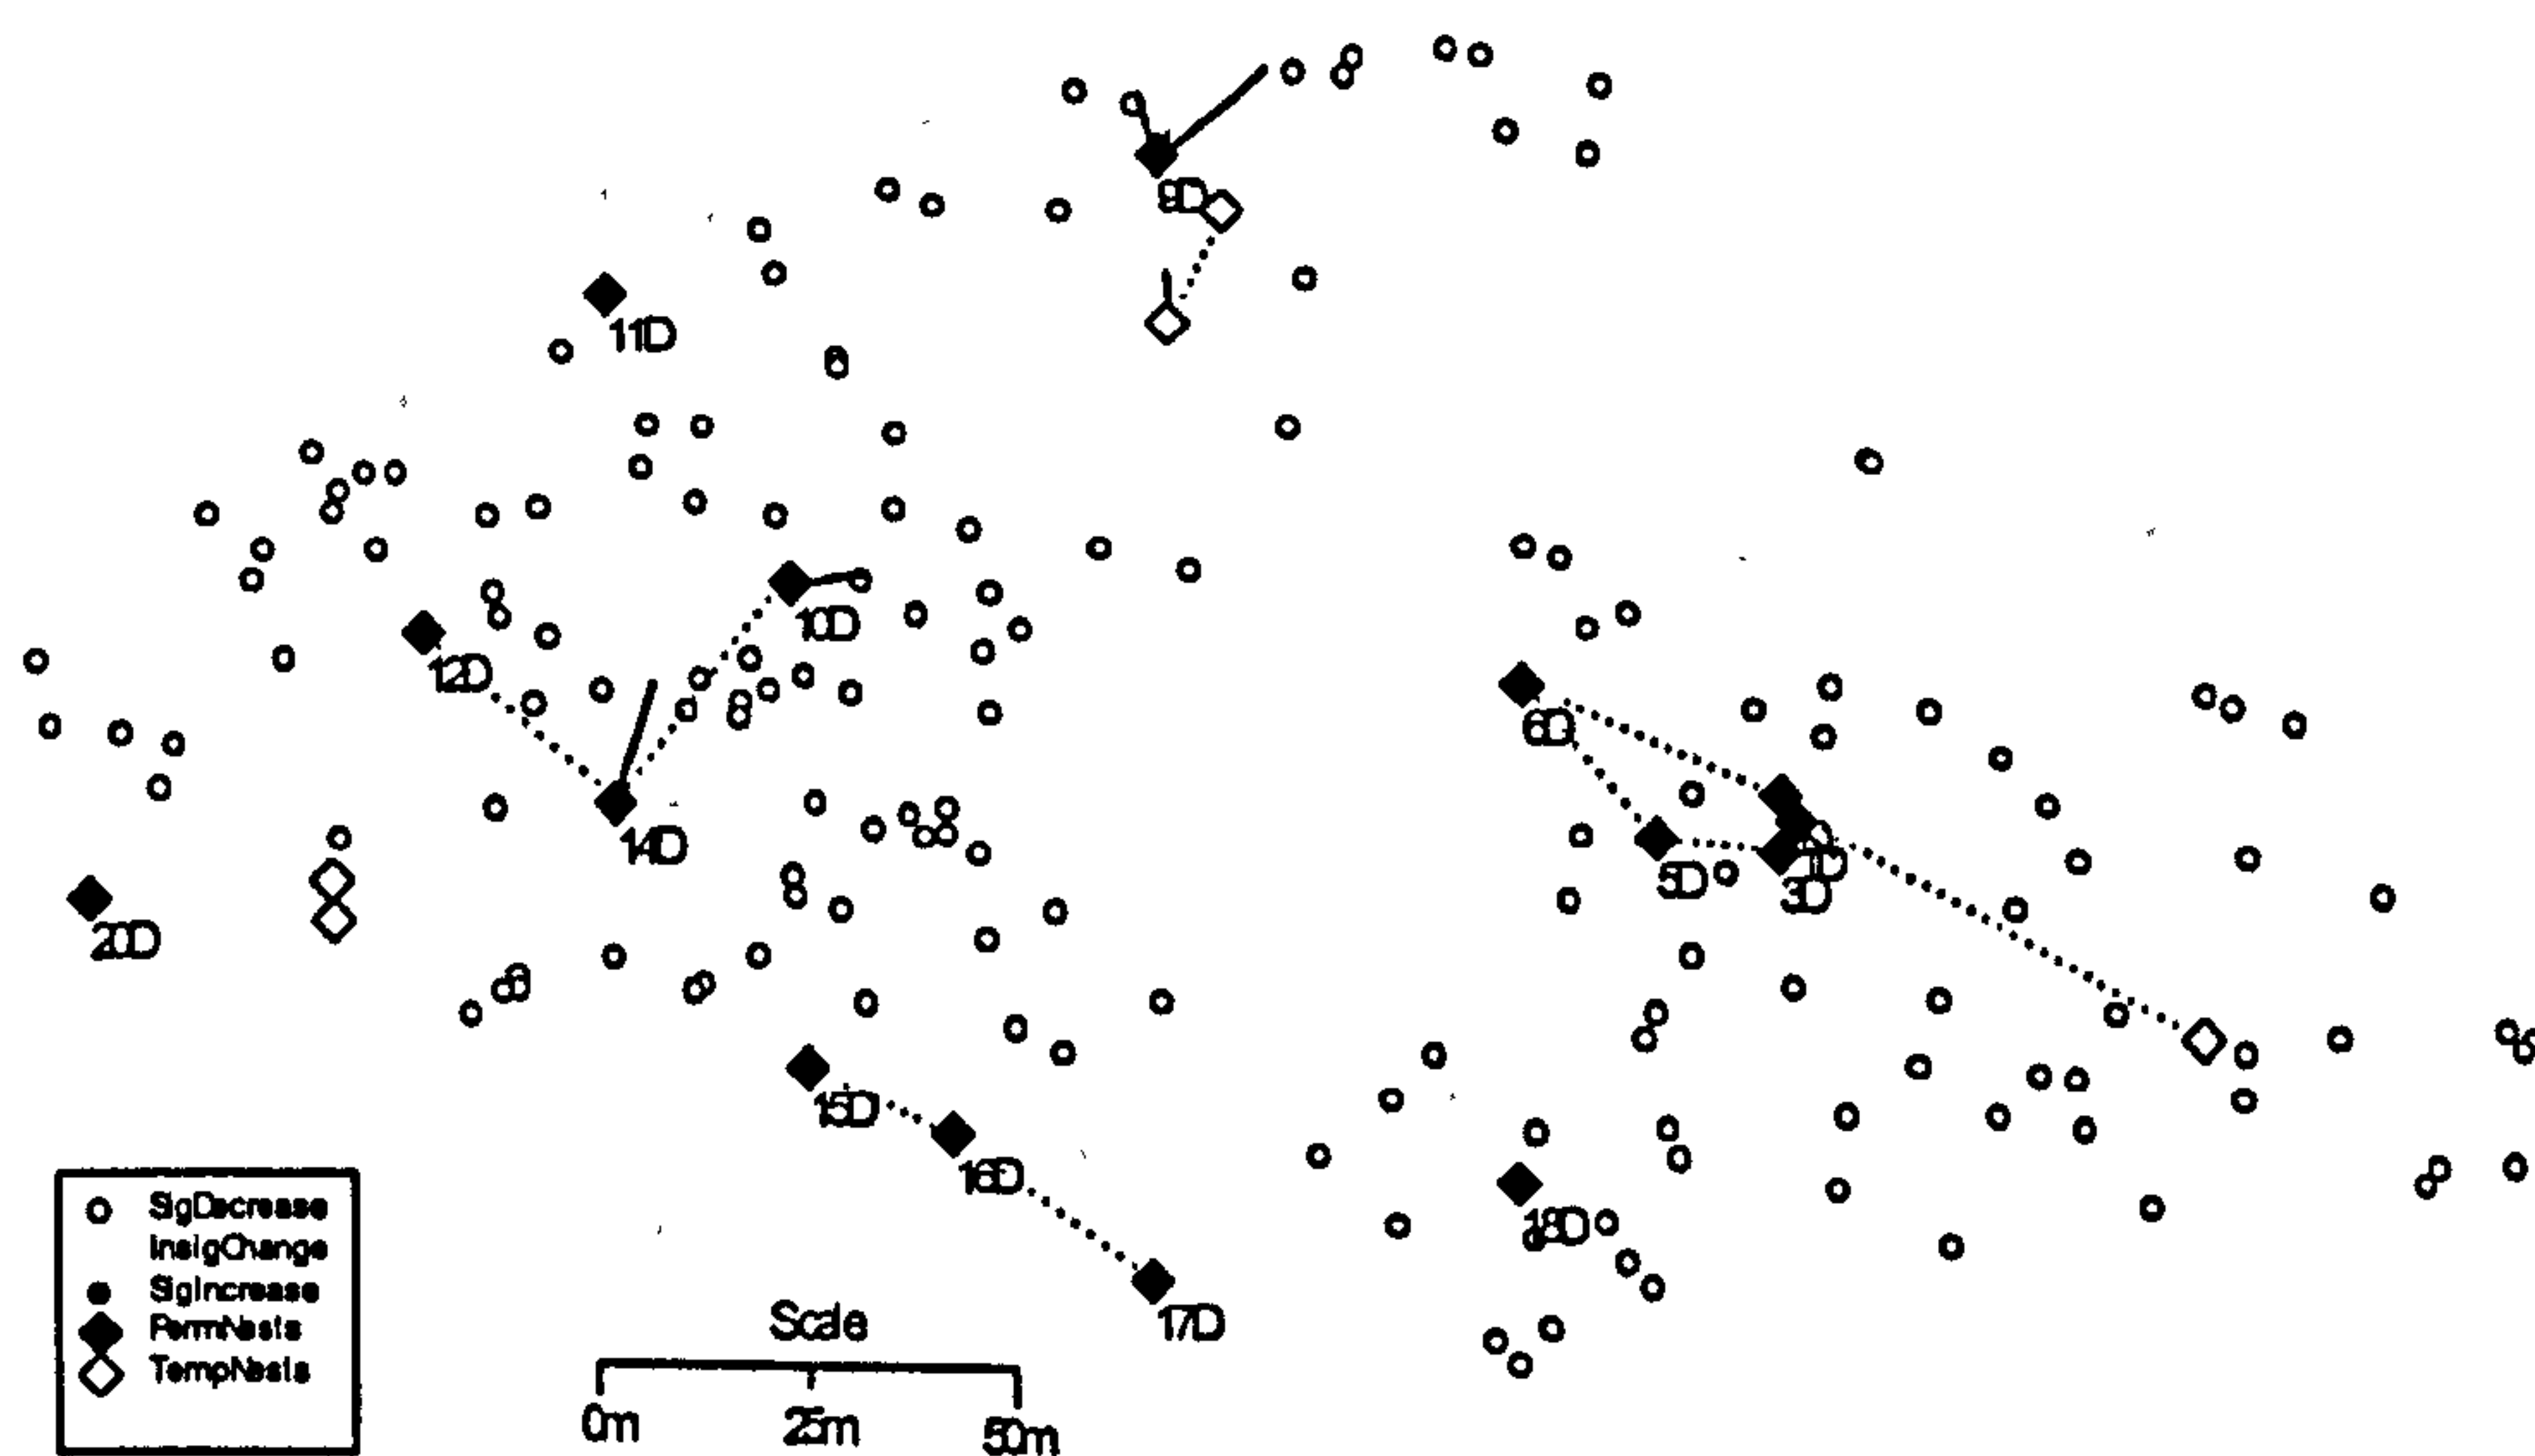 9D
11D
10D
12D
6D
14D
1D
5D
3D
20D
15D
16D
18D
17D
SigDecrease
InsigChange
SigIncrease
PermNests
TempNests
Scale
0m 25m 50m